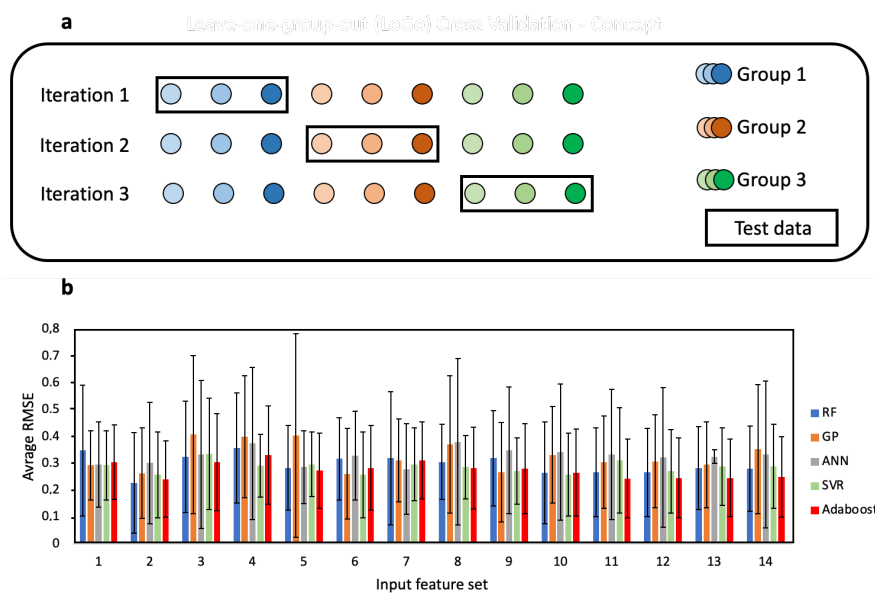 a
Leave-one-group-out (LoGo) Cross Validation - Concept
Iteration 1
Iteration 2
Iteration 3
Group 1
Group 2
Group 3
Test data
b
Avrage RMSE
0,8
0.7
0.6
0.5
0.4
0.3
0.2
0.1
0
1 2 3 4 5 6 7 8 9 10 11 12 13 14
Input feature set
RF
GP
ANN
SVR
Adaboost